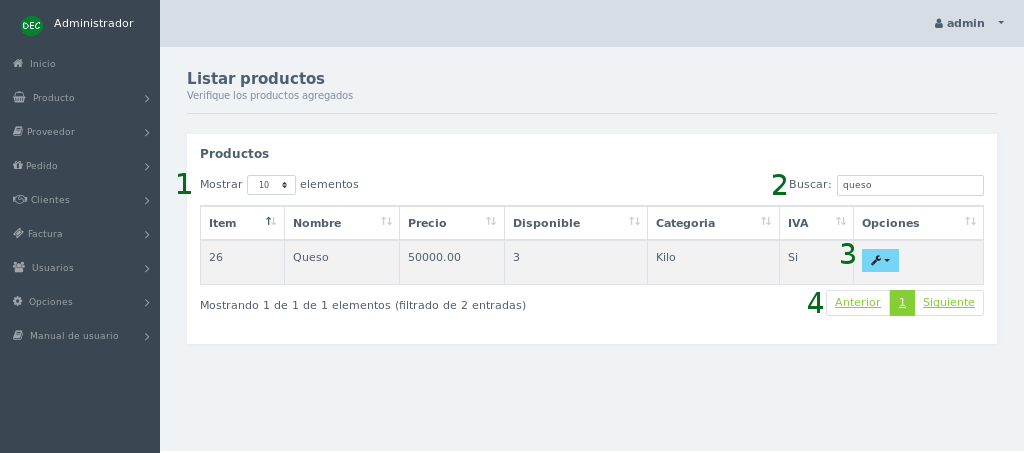 DEC Administrador
admin
Inicio
Producto
Proveedor
Pedido
Clientes
Factura
Usuarios
Opciones
Manual de usuario
Listar productos
Verifique los productos agregados
Productos
1 Mostrar 10 elementos 2 Buscar: queso
Item Nombre Precio Disponible Categoria IVA Opciones
26 Queso 50000.00 3 Kilo Si 3
Mostrando 1 de 1 de 1 elementos (filtrado de 2 entradas) 4 Anterior 1 Siguiente